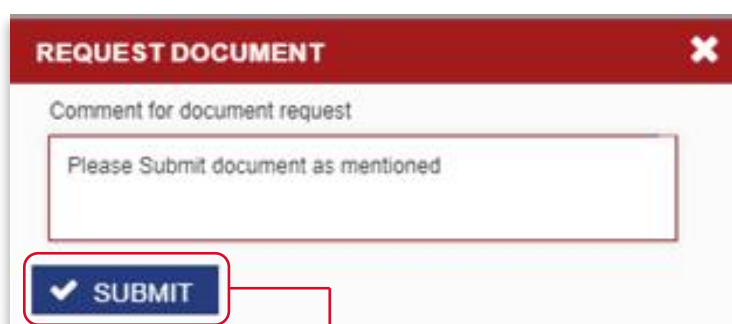 REQUEST DOCUMENT
Comment for document request
Please Submit document as mentioned
SUBMIT